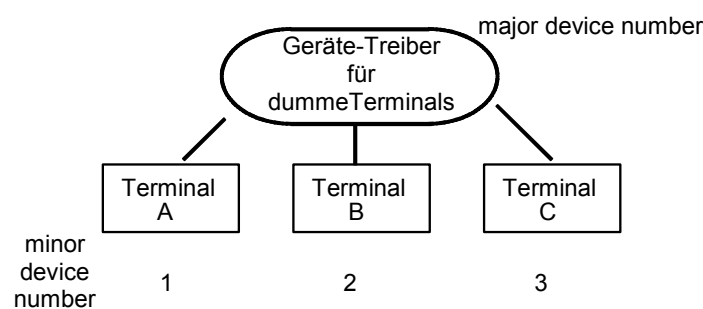 major device number
Geräte-Treiber
für
dummeTerminals
Terminal
A
Terminal
B
Terminal
C
minor
device
number
1
2
3